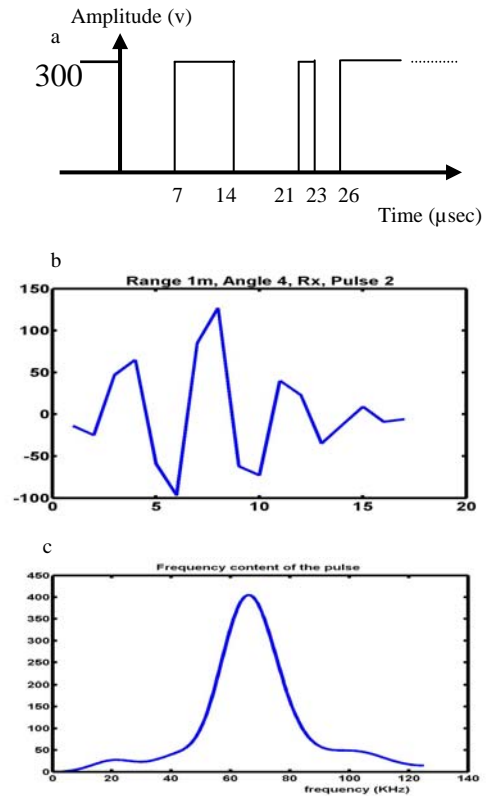 Amplitude (v)
a
300
7 14 21 23 26
Time (µsec)
b
Range 1m, Angle 4, Rx, Pulse 2
150
100
50
0
-50
-100
0 5 10 15 20
c
Frequency content of the pulse
450
400
350
300
250
200
150
100
50
0
0 20 40 60 80 100 120 140
frequency (KHz)